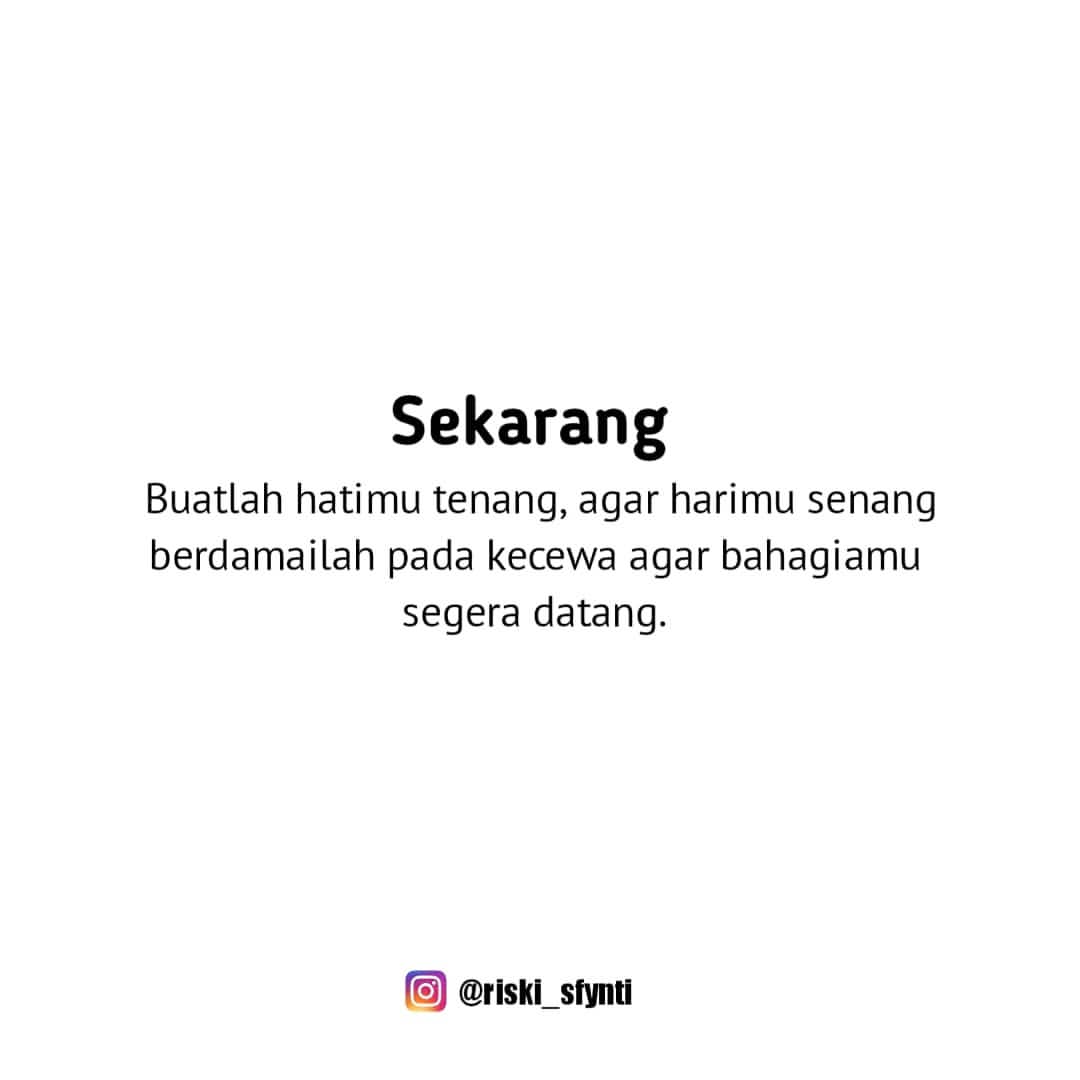 Sekarang
Buatlah hatimu tenang, agar harimu senang
berdamailah pada kecewa agar bahagiamu
segera datang.
@riski_sfynti